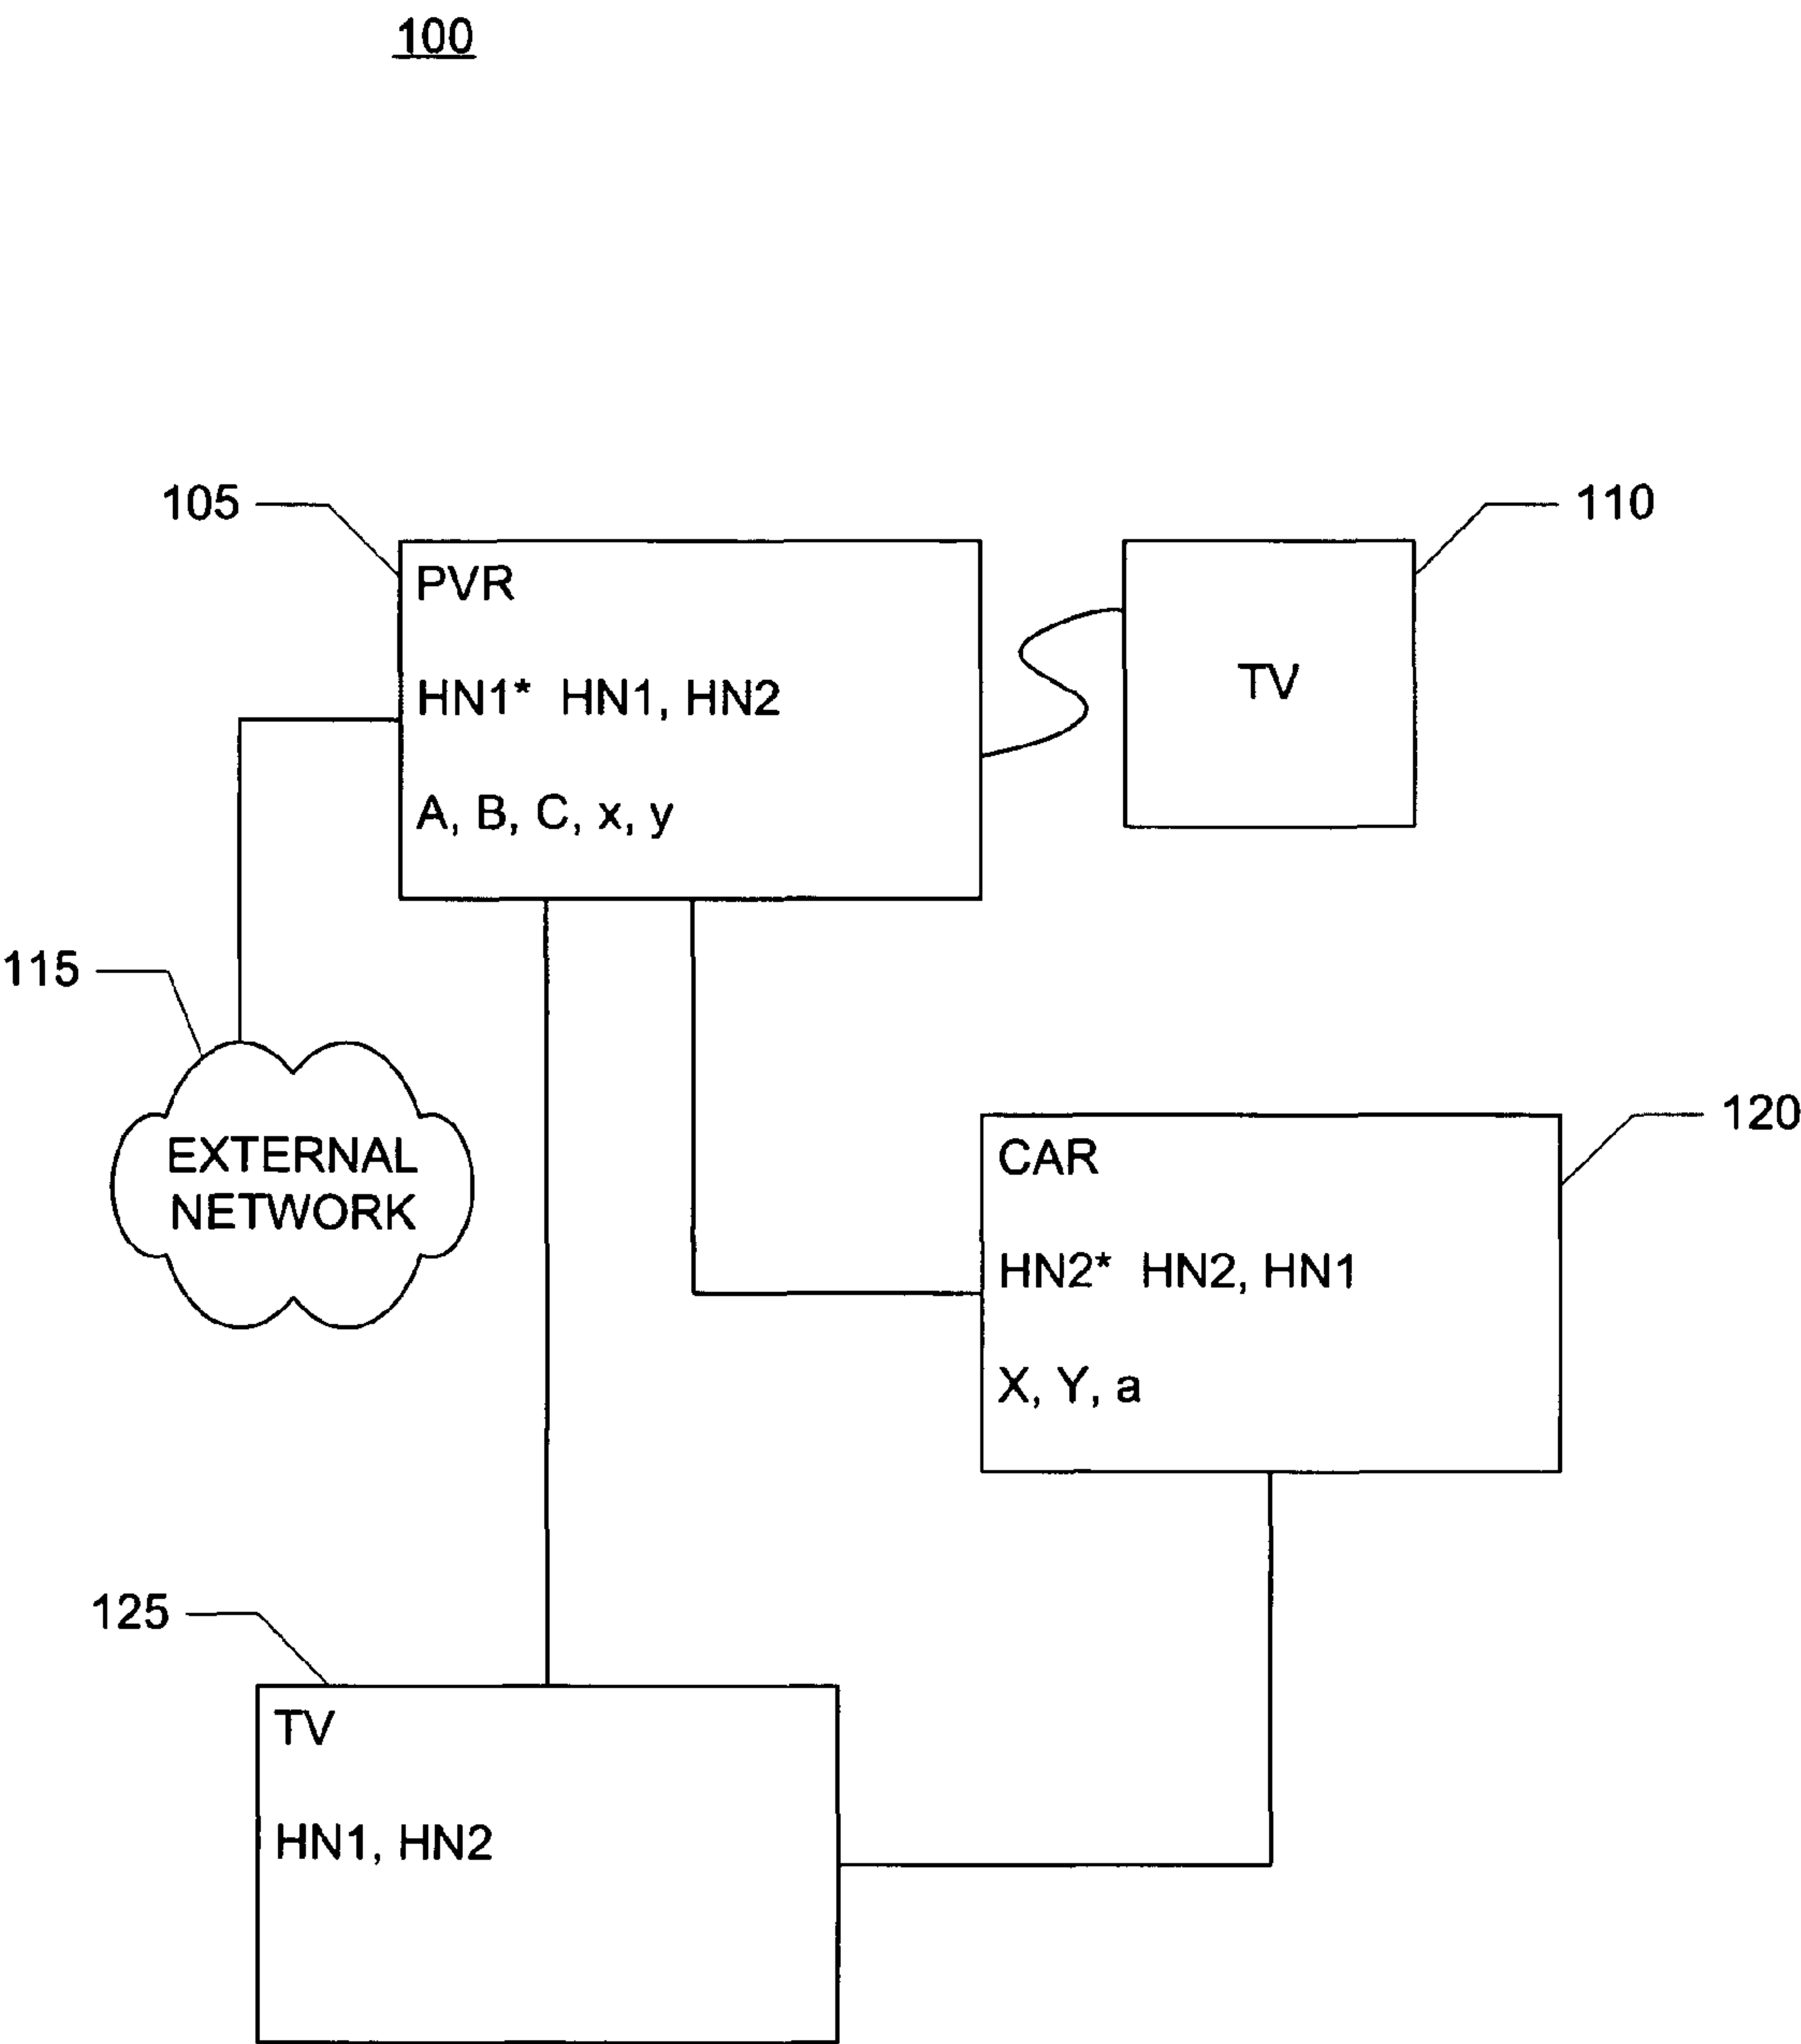 100
105
110
PVR
HN1* HN1, HN2
A, B, C, x, y
TV
115
EXTERNAL
NETWORK
120
CAR
HN2* HN2, HN1
X, Y, a
125
TV
HN1, HN2